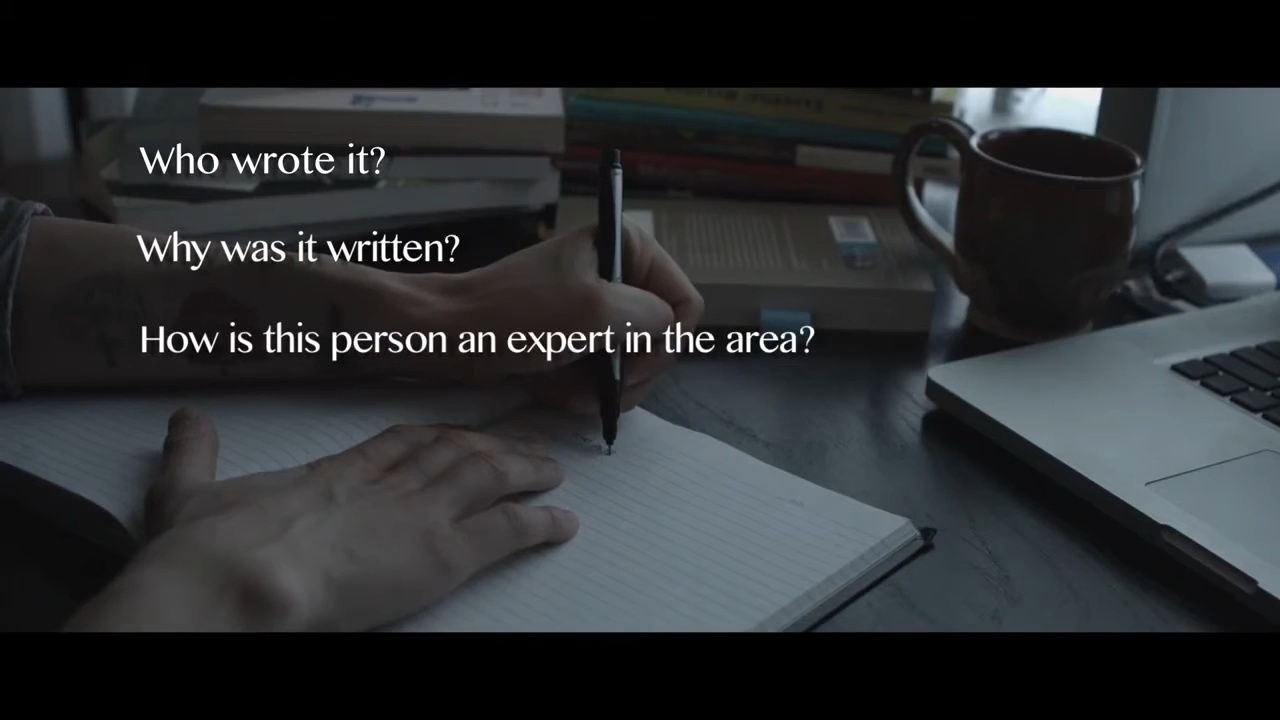 Who wrote it?
Why was it written?
How is this person an expert in the area?